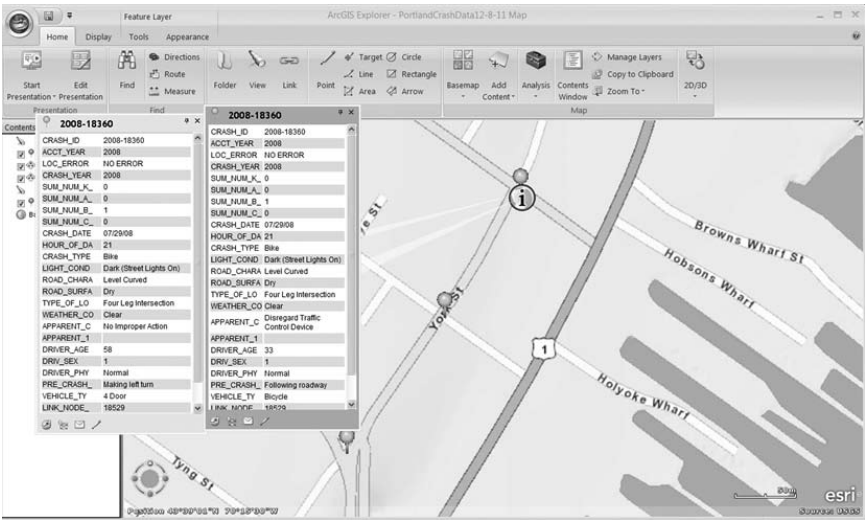 Feature Layer
ArcGIS Explorer - PortlandCrashData12-8-11 Map
Home Display Tools Appearance
Directions Target Circle Manage Layers
Route Line Rectangle Copy to Clipboard
Measure Area Arrow Zoom To
Start Presentation Edit Presentation Find Folder View Link Point Basemap Add Content Analysis Contents Window 2D/3D
Presentation Find Map
Contents
2008-18360
CRASH_ID 2008-18360
ACCT_YEAR 2008
LOC_ERROR NO ERROR
CRASH_YEAR 2008
SUM_NUM_K_ 0
SUM_NUM_A_ 0
SUM_NUM_B_ 1
SUM_NUM_C_ 0
CRASH_DATE 07/29/08
HOUR_OF_DA 21
CRASH_TYPE Bike
LIGHT_COND Dark (Street Lights On)
ROAD_CHARA Level Curved
ROAD_SURFA Dry
TYPE_OF_LO Four Leg Intersection
WEATHER_CO Clear
APPARENT_C No Improper Action
APPARENT_1
DRIVER_AGE 58
DRIV_SEX 1
DRIVER_PHY Normal
PRE_CRASH_ Making left turn
VEHICLE_TY 4 Door
LINK_NODE_ 18529
2008-18360
CRASH_ID 2008-18360
ACCT_YEAR 2008
LOC_ERROR NO ERROR
CRASH_YEAR 2008
SUM_NUM_K_ 0
SUM_NUM_A_ 0
SUM_NUM_B_ 1
SUM_NUM_C_ 0
CRASH_DATE 07/29/08
HOUR_OF_DA 21
CRASH_TYPE Bike
LIGHT_COND Dark (Street Lights On)
ROAD_CHARA Level Curved
ROAD_SURFA Dry
TYPE_OF_LO Four Leg Intersection
WEATHER_CO Clear
APPARENT_C Disregard Traffic
Control Device
APPARENT_1
DRIVER_AGE 33
DRIV_SEX 1
DRIVER_PHY Normal
PRE_CRASH_ Following roadway
VEHICLE_TY Bicycle
LINK_NODE_ 18529
i
York St
1
Browns Wharf St
Hobsons Wharf
Holyoke Wharf
Tyng St
50m
esri
Source: USGS